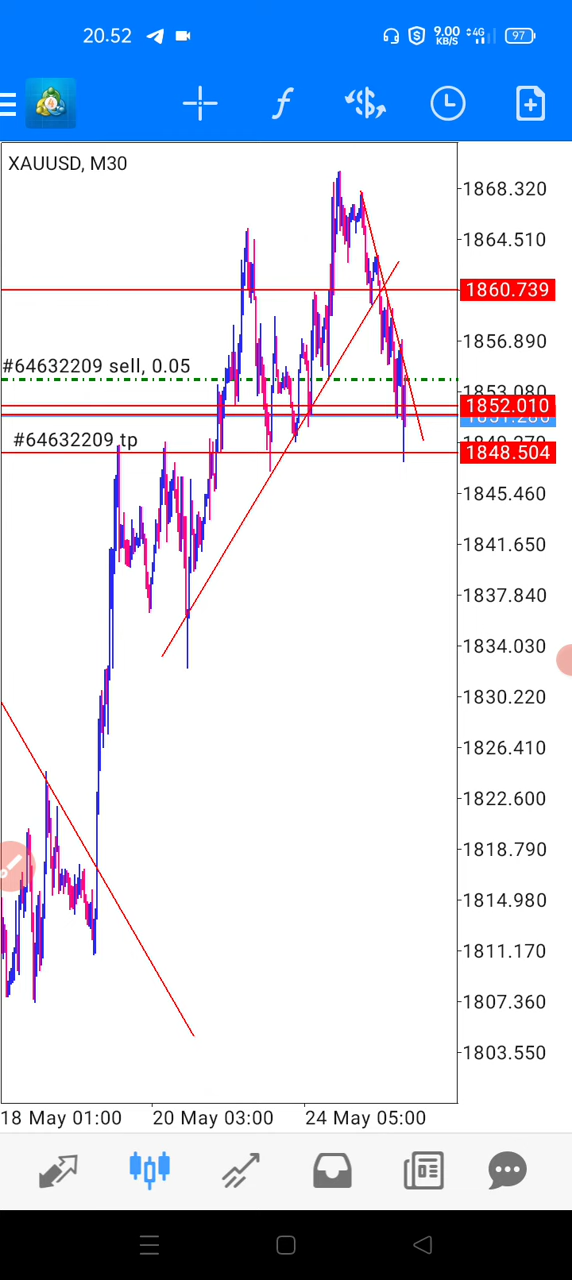 20.52
9.00
KB/S
4G
97
XAUUSD, M30
1868.320
1864.510
1860.739
1856.890
#64632209 sell, 0.05
1853.080
1852.010
#64632209 tp
1848.504
1845.460
1841.650
1837.840
1834.030
1830.220
1826.410
1822.600
1818.790
1814.980
1811.170
1807.360
1803.550
18 May 01:00
20 May 03:00
24 May 05:00